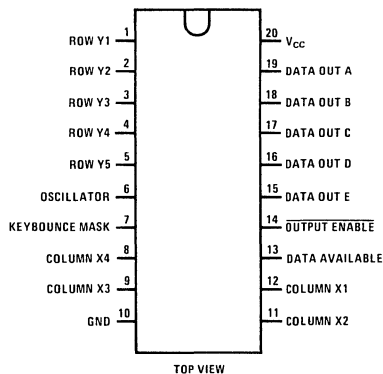 ROW Y1 1
ROW Y2 2
ROW Y3 3
ROW Y4 4
ROW Y5 5
OSCILLATOR 6
KEYBOUNCE MASK 7
COLUMN X4 8
COLUMN X3 9
GND 10
20 VCC
19 DATA OUT A
18 DATA OUT B
17 DATA OUT C
16 DATA OUT D
15 DATA OUT E
14 OUTPUT ENABLE
13 DATA AVAILABLE
12 COLUMN X1
11 COLUMN X2
TOP VIEW